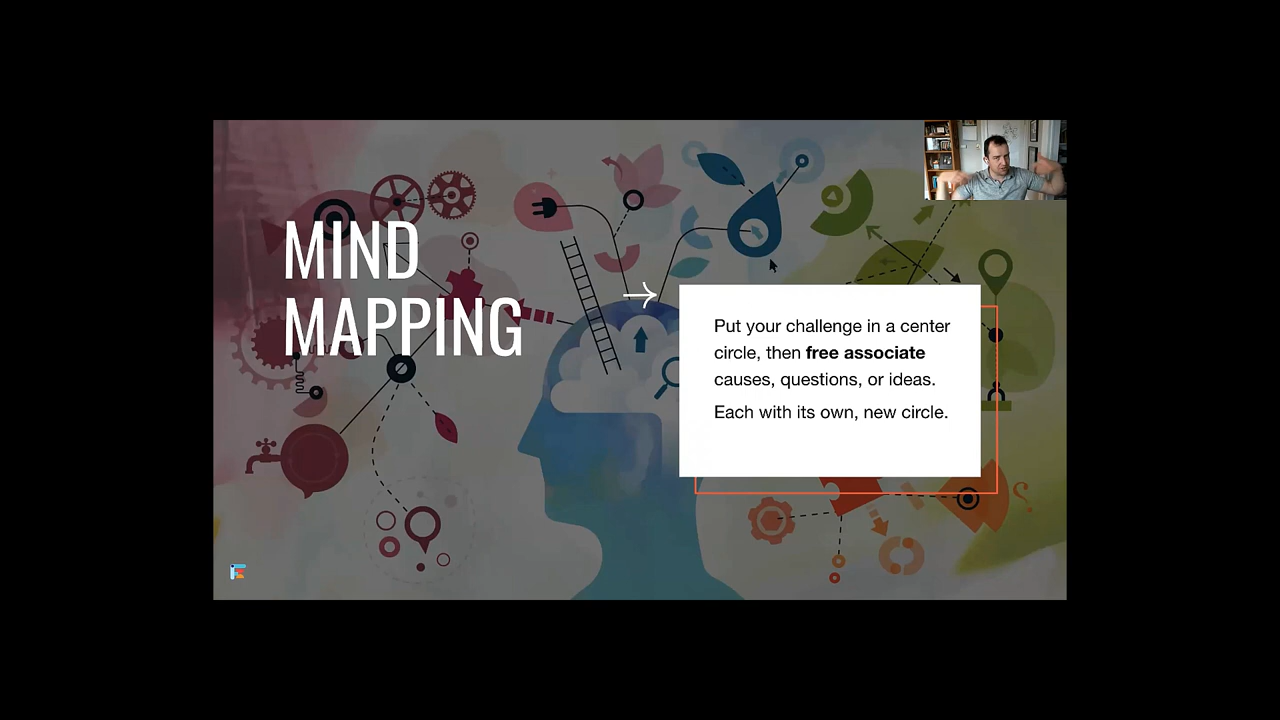 MIND
MAPPING
Put your challenge in a center
circle, then free associate
causes, questions, or ideas.
Each with its own, new circle.